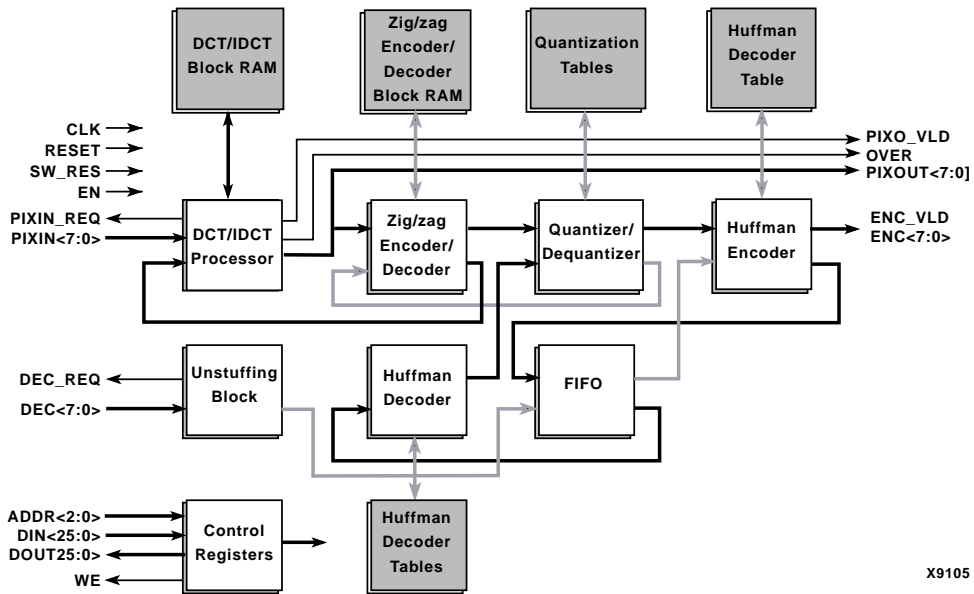 DCT/IDCT
Block RAM
Zig/zag
Encoder/
Decoder
Block RAM
Quantization
Tables
Huffman
Decoder
Table
CLK
RESET
SW_RES
EN
PIXIN_REQ
PIXIN<7:0>
PIXO_VLD
OVER
PIXOUT<7:0]
DCT/IDCT
Processor
Zig/zag
Encoder/
Decoder
Quantizer/
Dequantizer
Huffman
Encoder
ENC_VLD
ENC<7:0>
DEC_REQ
DEC<7:0>
Unstuffing
Block
Huffman
Decoder
FIFO
ADDR<2:0>
DIN<25:0>
DOUT25:0>
WE
Control
Registers
Huffman
Decoder
Tables
X9105